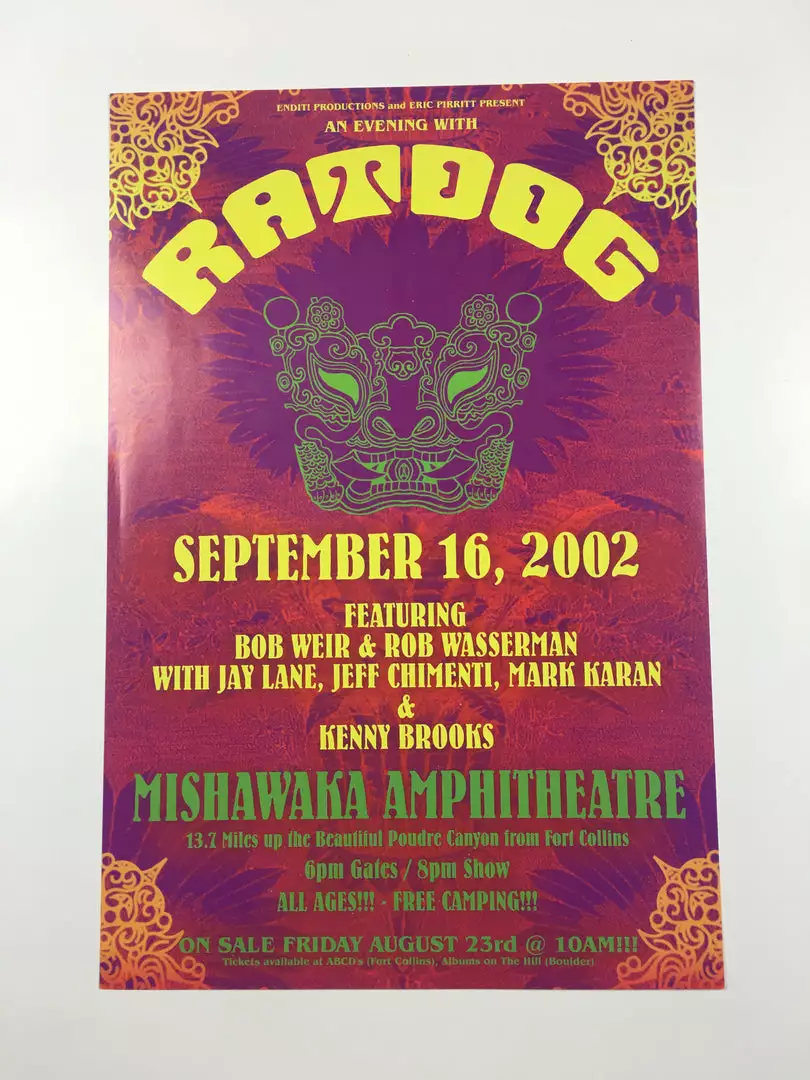 ENDIT! PRODUCTIONS and ERIC PIRRITT PRESENT
AN EVENING WITH
RATDOG
SEPTEMBER 16, 2002
FEATURING
BOB WEIR & ROB WASSERMAN
WITH JAY LANE, JEFF CHIMENTI, MARK KARAN
&
KENNY BROOKS
MISHAWAKA AMPHITHEATRE
13.7 Miles up the Beautiful Poudre Canyon from Fort Collins
6pm Gates / 8pm Show
ALL AGES!!! - FREE CAMPING!!!
ON SALE FRIDAY AUGUST 23rd @ 10AM!!!
Tickets available at ABCD's (Fort Collins), Albums on The Hill (Boulder)